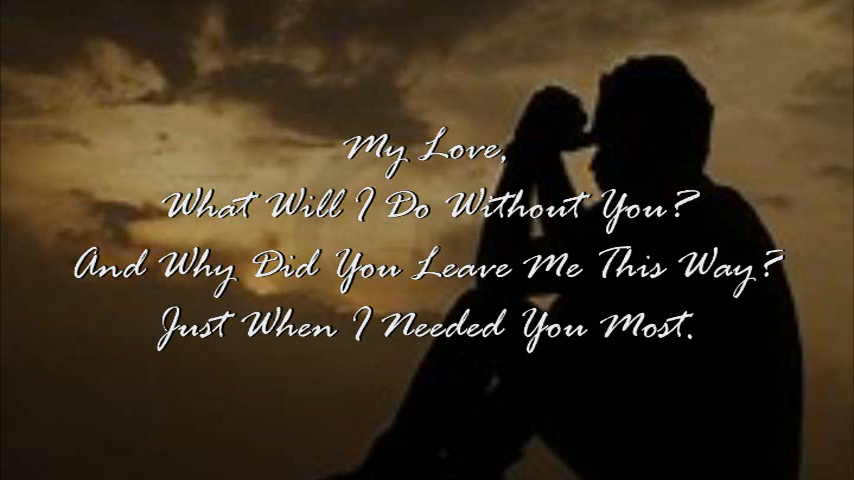 My Love,
What Will I Do Without You?
And Why Did You Leave Me This Way?
Just When I Needed You Most.